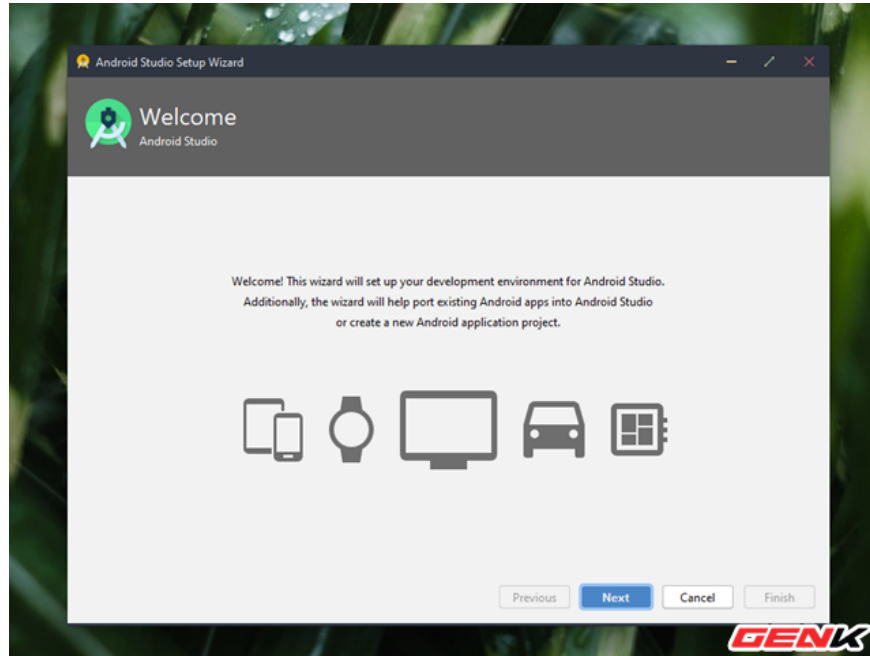 Android Studio Setup Wizard
Welcome
Android Studio
Welcome! This wizard will set up your development environment for Android Studio.
Additionally, the wizard will help port existing Android apps into Android Studio
or create a new Android application project.
Previous Next Cancel Finish
GENK